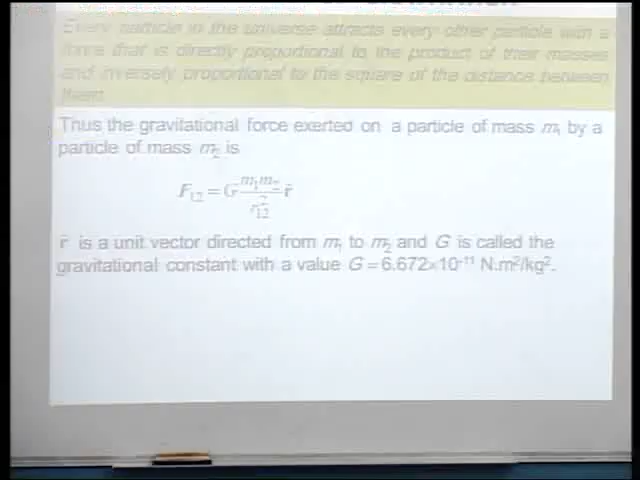 Every particle in the universe attracts every other particle with a
force that is directly proportional to the product of their masses
and inversely proportional to the square of the distance between
them.
Thus the gravitational force exerted on a particle of mass m₁ by a
particle of mass m₂ is
F₁₂ = G m₁m₂ / r₁₂² r̂
r̂ is a unit vector directed from m₁ to m₂ and G is called the
gravitational constant with a value G = 6.672×10⁻¹¹ N.m²/kg².